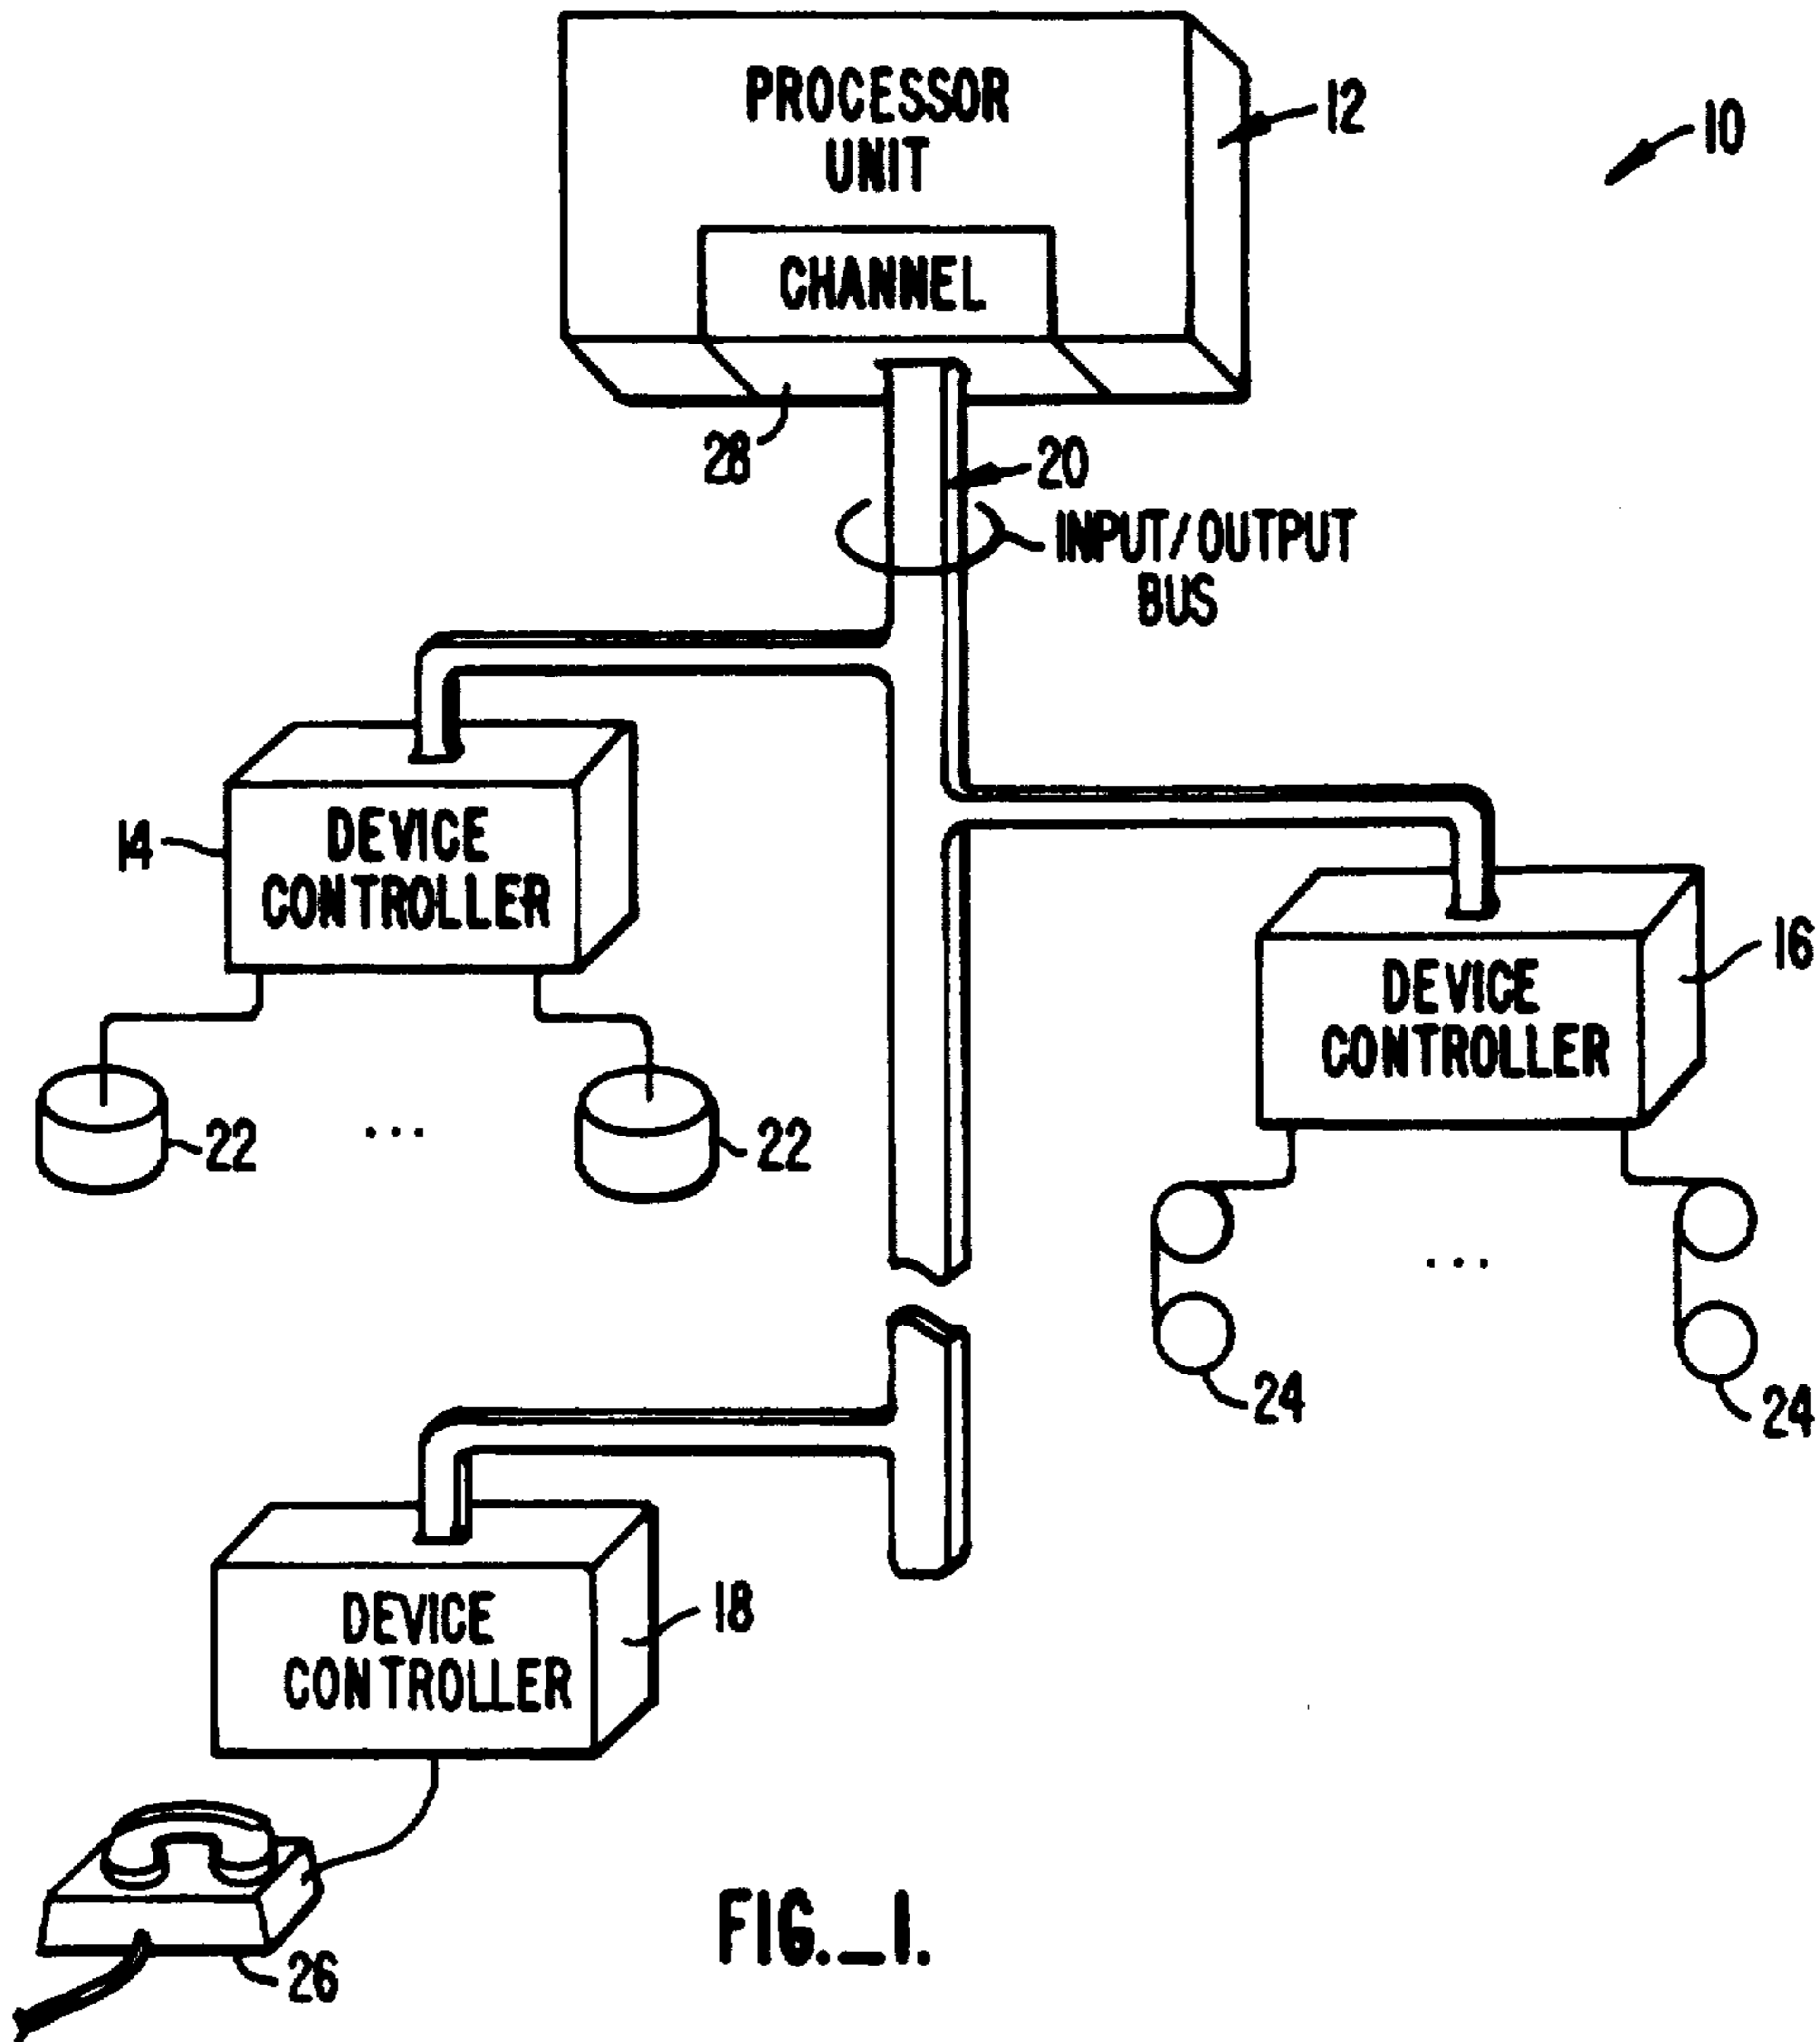 PROCESSOR
UNIT
12
10
CHANNEL
28
20
INPUT/OUTPUT
BUS
14
DEVICE
CONTROLLER
16
DEVICE
CONTROLLER
22
...
22
...
24
24
18
DEVICE
CONTROLLER
26
FIG._1.